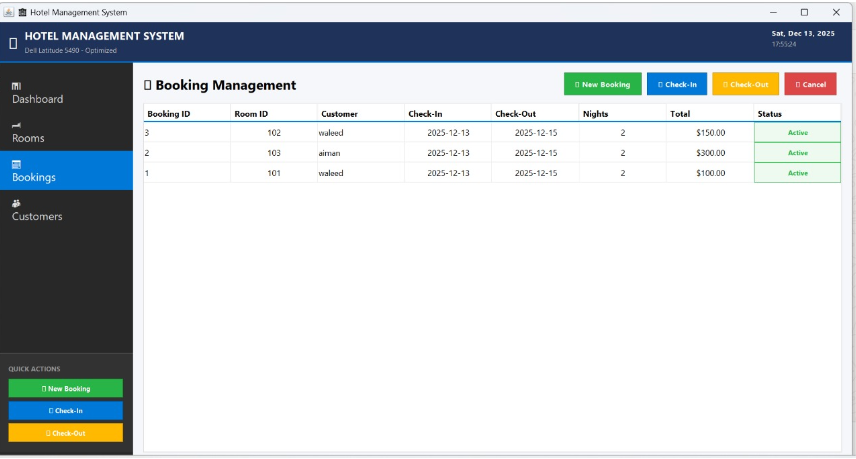 Hotel Management System
HOTEL MANAGEMENT SYSTEM
Dell Latitude 5490 - Optimized
Sat, Dec 13, 2025
17:55:24
Dashboard
Rooms
Bookings
Customers
Booking Management
New Booking Check-In Check-Out Cancel
Booking ID Room ID Customer Check-In Check-Out Nights Total Status
3 102 waleed 2025-12-13 2025-12-15 2 $150.00 Active
2 103 aiman 2025-12-13 2025-12-15 2 $300.00 Active
1 101 waleed 2025-12-13 2025-12-15 2 $100.00 Active
QUICK ACTIONS
New Booking
Check-In
Check-Out